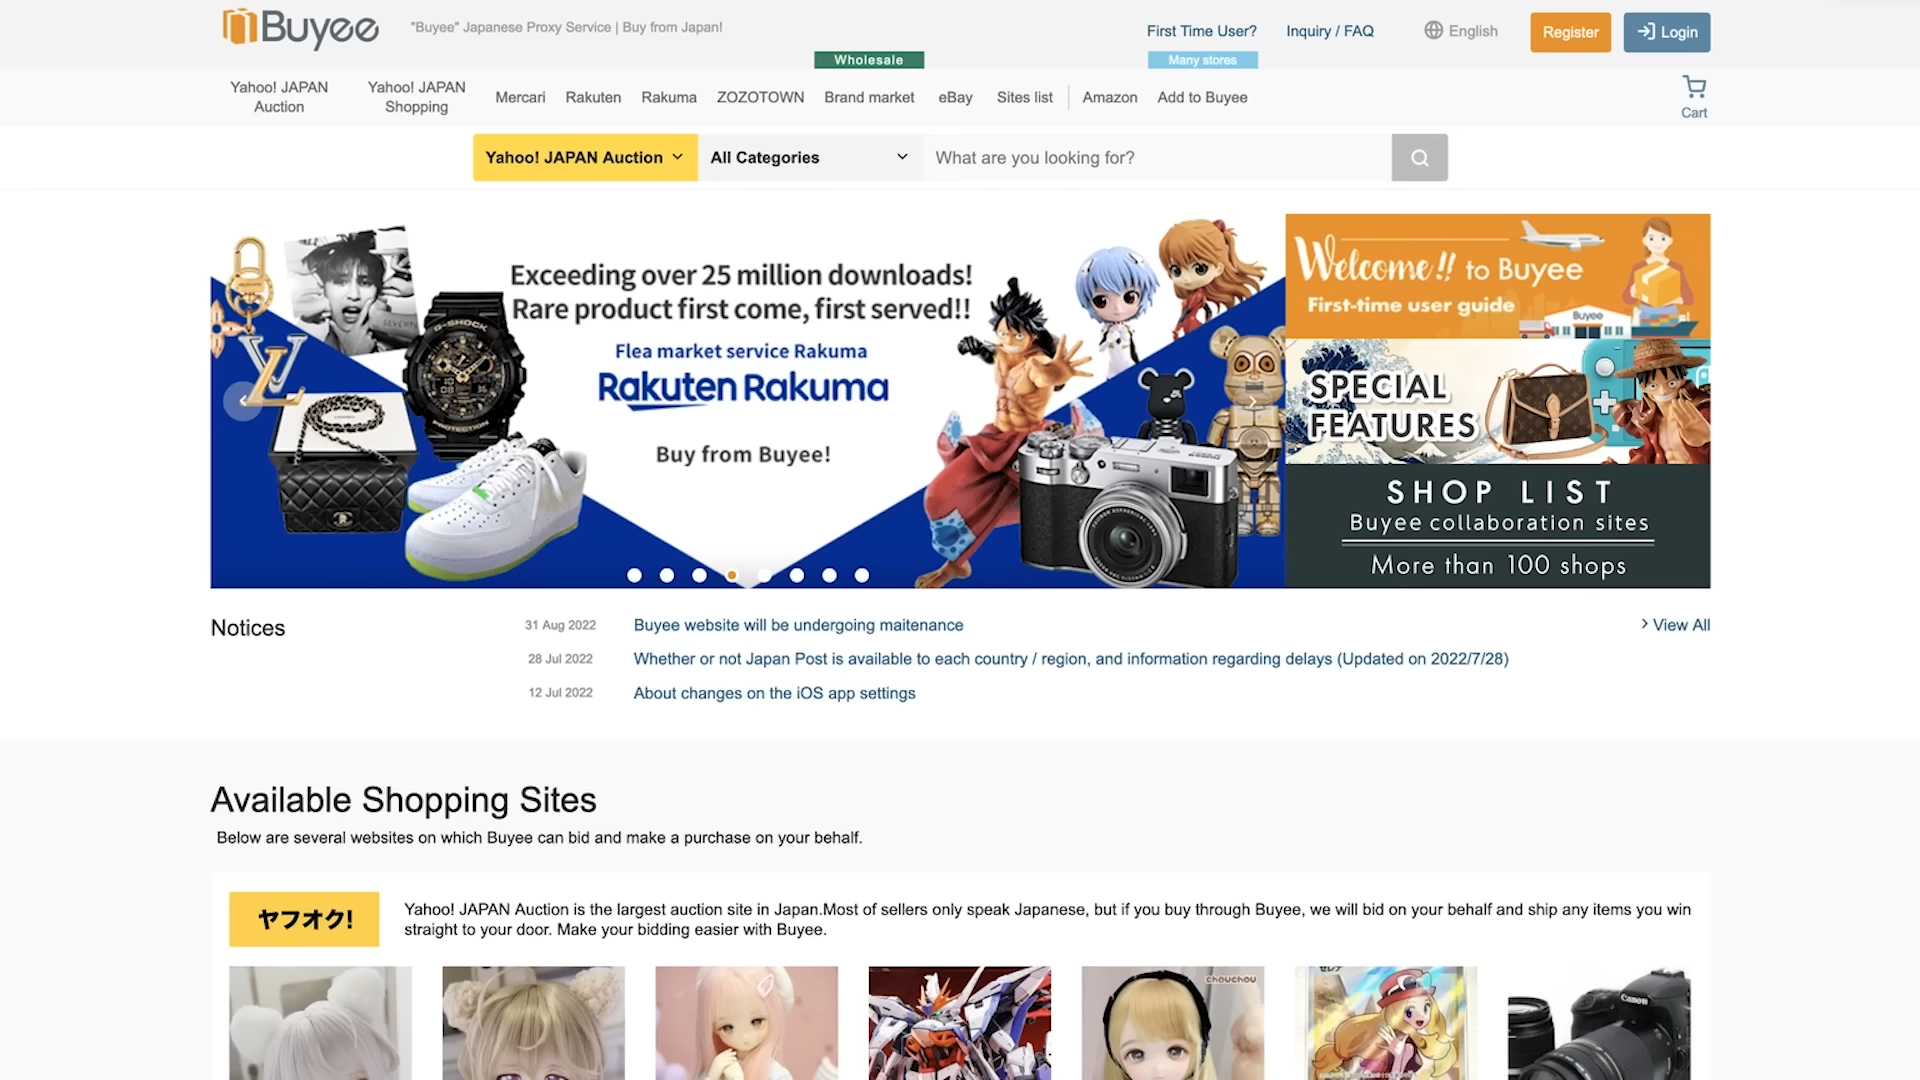 Buyee
"Buyee" Japanese Proxy Service | Buy from Japan!
First Time User?
Inquiry / FAQ
English
Register
Login
Wholesale
Many stores
Yahoo! JAPAN
Auction
Yahoo! JAPAN
Shopping
Mercari
Rakuten
Rakuma
ZOZOTOWN
Brand market
eBay
Sites list
Amazon
Add to Buyee
Cart
Yahoo! JAPAN Auction
All Categories
What are you looking for?
Exceeding over 25 million downloads!
Rare product first come, first served!!
Flea market service Rakuma
Rakuten Rakuma
Buy from Buyee!
G-SHOCK
PROTECTION
Welcome!! to Buyee
First-time user guide
Buyee
SPECIAL
FEATURES
SHOP LIST
Buyee collaboration sites
More than 100 shops
Notices
31 Aug 2022
Buyee website will be undergoing maitenance
View All
28 Jul 2022
Whether or not Japan Post is available to each country / region, and information regarding delays (Updated on 2022/7/28)
12 Jul 2022
About changes on the iOS app settings
Available Shopping Sites
Below are several websites on which Buyee can bid and make a purchase on your behalf.
ヤフオク!
Yahoo! JAPAN Auction is the largest auction site in Japan.Most of sellers only speak Japanese, but if you buy through Buyee, we will bid on your behalf and ship any items you win
straight to your door. Make your bidding easier with Buyee.
chouchou
セレナ
Canon